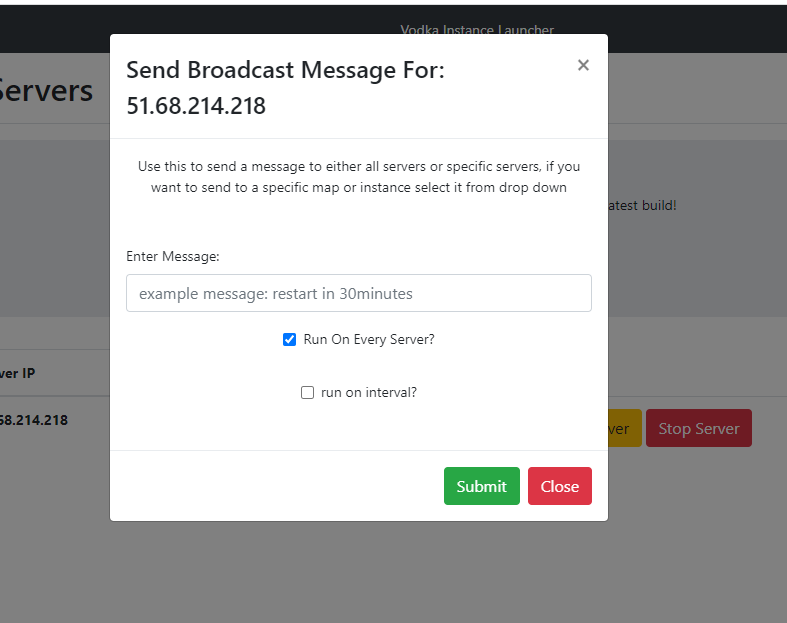 Vodka Instance Launcher
Servers
Send Broadcast Message For:
51.68.214.218
×
Use this to send a message to either all servers or specific servers, if you
want to send to a specific map or instance select it from drop down
atest build!
Enter Message:
example message: restart in 30minutes
Run On Every Server?
ver IP
run on interval?
68.214.218
ver
Stop Server
Submit
Close